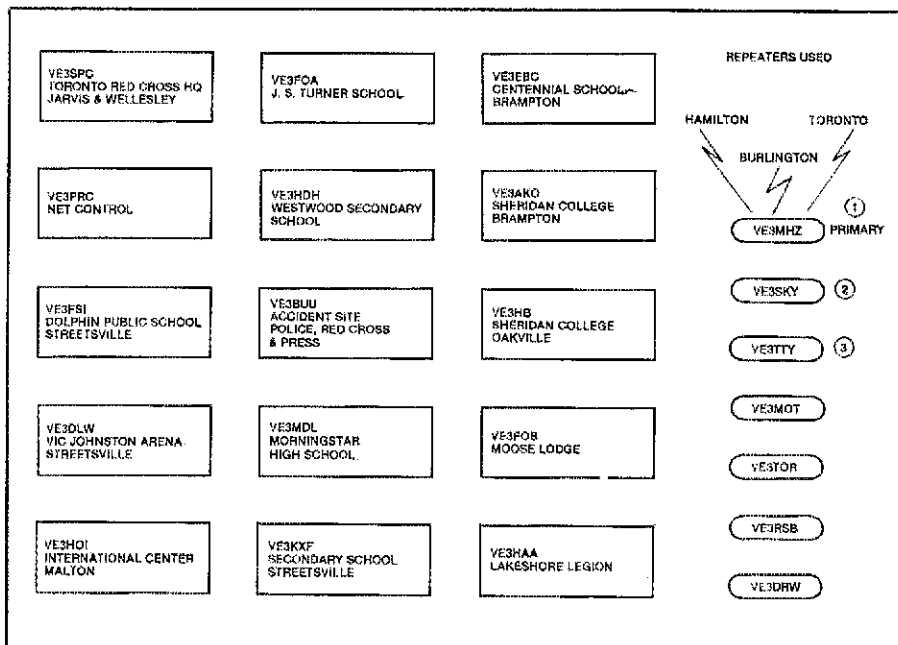 VE3SPC
TORONTO RED CROSS HQ
JARVIS & WELLESLEY
VE3FOA
J. S. TURNER SCHOOL
VE3EBC
CENTENNIAL SCHOOL
BRAMPTON
VE3PRC
NET CONTROL
VE3HDH
WESTWOOD SECONDARY
SCHOOL
VE3AKO
SHERIDAN COLLEGE
BRAMPTON
VE3FSI
DOLPHIN PUBLIC SCHOOL
STREETSVILLE
VE3BUU
ACCIDENT SITE
POLICE, RED CROSS
& PRESS
VE3HB
SHERIDAN COLLEGE
OAKVILLE
VE3DLW
VIC JOHNSTON ARENA
STREETSVILLE
VE3MDL
MORNINGSTAR
HIGH SCHOOL
VE3FOB
MOOSE LODGE
VE3HOI
INTERNATIONAL CENTER
MALTON
VE3KXF
SECONDARY SCHOOL
STREETSVILLE
VE3HAA
LAKESHORE LEGION
REPEATERS USED
HAMILTON
TORONTO
BURLINGTON
1
VE3MHZ
PRIMARY
VE3SKY
2
VE3TTY
3
VE3MOT
VE3TOR
VE3RSB
VE3DRW